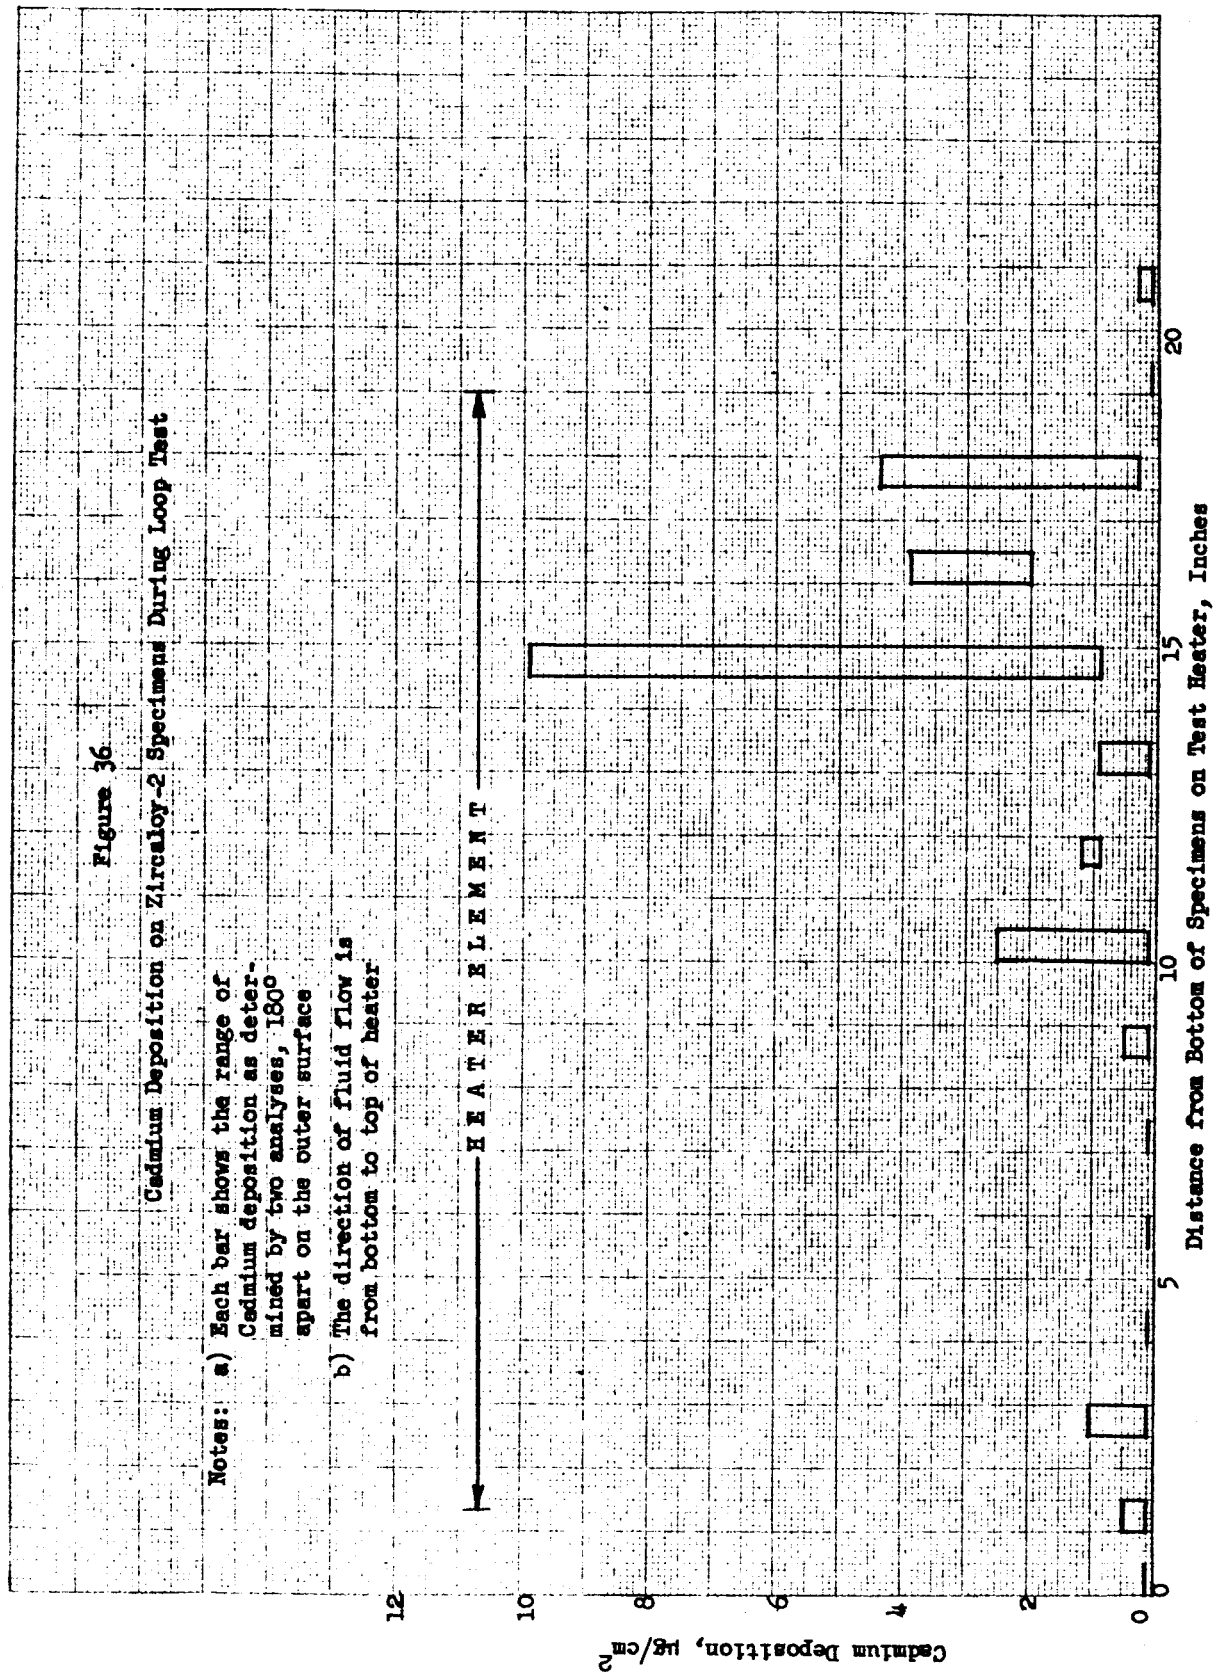 Figure 36
Cadmium Deposition on Zircaloy-2 Specimens During Loop Test
Notes: a) Each bar shows the range of
Cadmium deposition as deter-
mined by two analyses, 180°
apart on the outer surface
b) The direction of fluid flow is
from bottom to top of heater
HEATER ELEMENT
12
10
8
6
4
2
0
Cadmium Deposition, µg/cm2
0
5
10
15
20
Distance from Bottom of Specimens on Test Heater, Inches